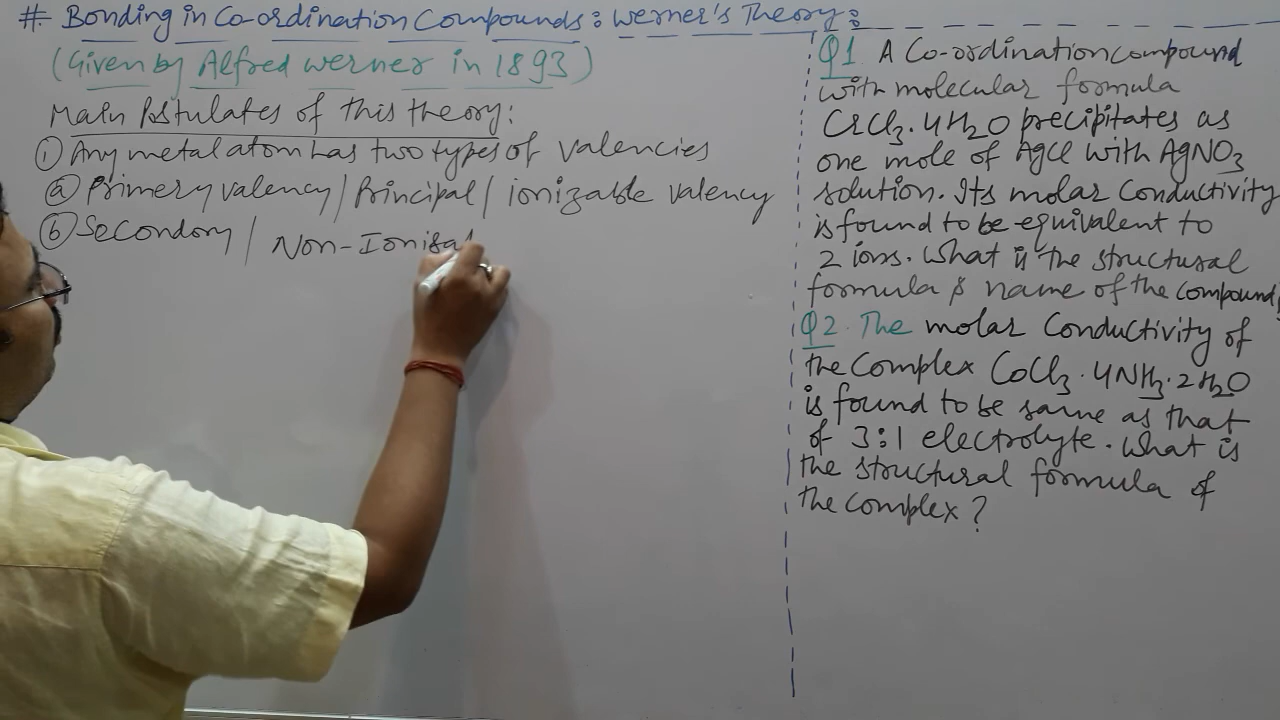 # Bonding in Co-ordination Compounds: Werner's Theory:
(Given by Alfred Werner in 1893)
Main Postulates of this theory:
① Any metal atom has two types of valencies
ⓐ Primery valency / Principal / ionizable valency
ⓑ Secondory / Non-Ionisa
Q1 A Co-ordination compound
with molecular formula
CrCl₃.4H₂O precipitates as
one mole of AgCl with AgNO₃
solution. Its molar Conductivity
is found to be equivalent to
2 ions. What is the structural
formula & name of the compound,
Q2. The molar Conductivity of
the Complex CoCl₃.4NH₃.2H₂O
is found to be same as that
of 3:1 electrolyte. What is
the structural formula of
the complex?